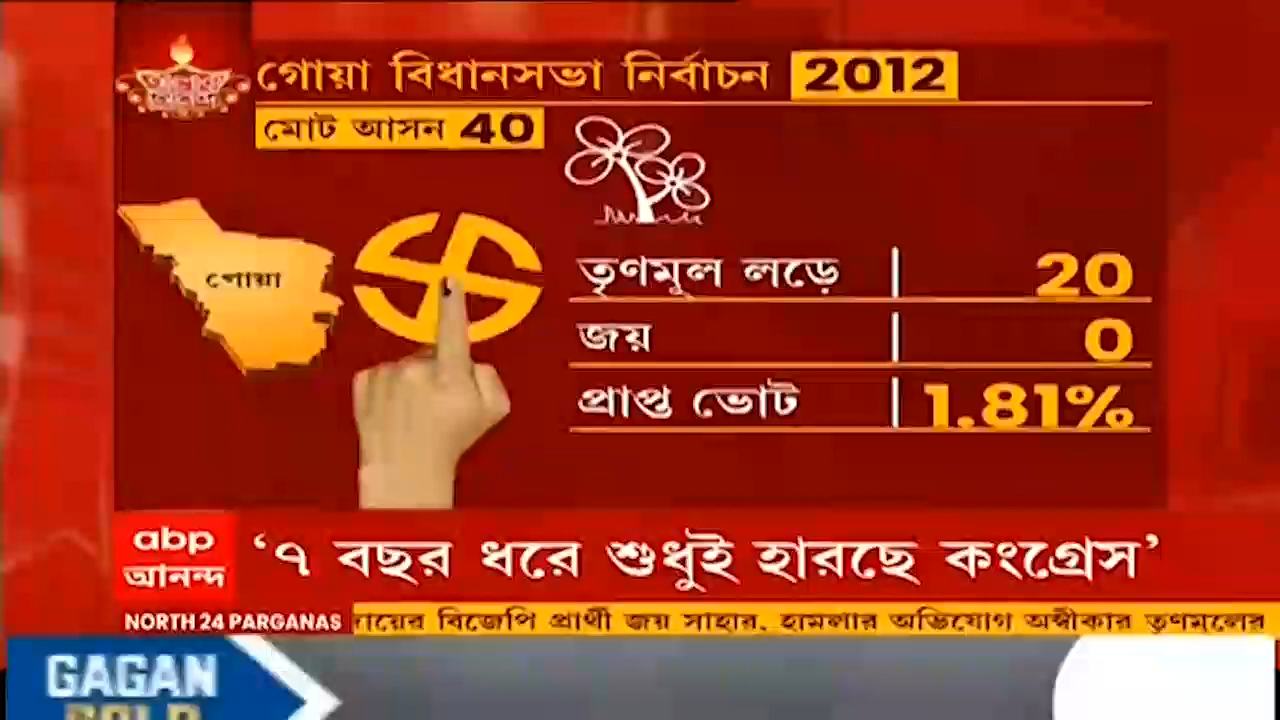 গোয়া বিধানসভা নির্বাচন 2012
মোট আসন 40
গোয়া
তৃণমূল লড়ে 20
জয় 0
প্রাপ্ত ভোট 1.81%
abp
আনন্দ
‘৭ বছর ধরে শুধুই হারছে কংগ্রেস’
NORTH 24 PARGANAS
বিজেপি প্রার্থী জয় সাহার, হামলার অভিযোগ অস্বীকার তৃণমূলের
GAGAN
GOLD